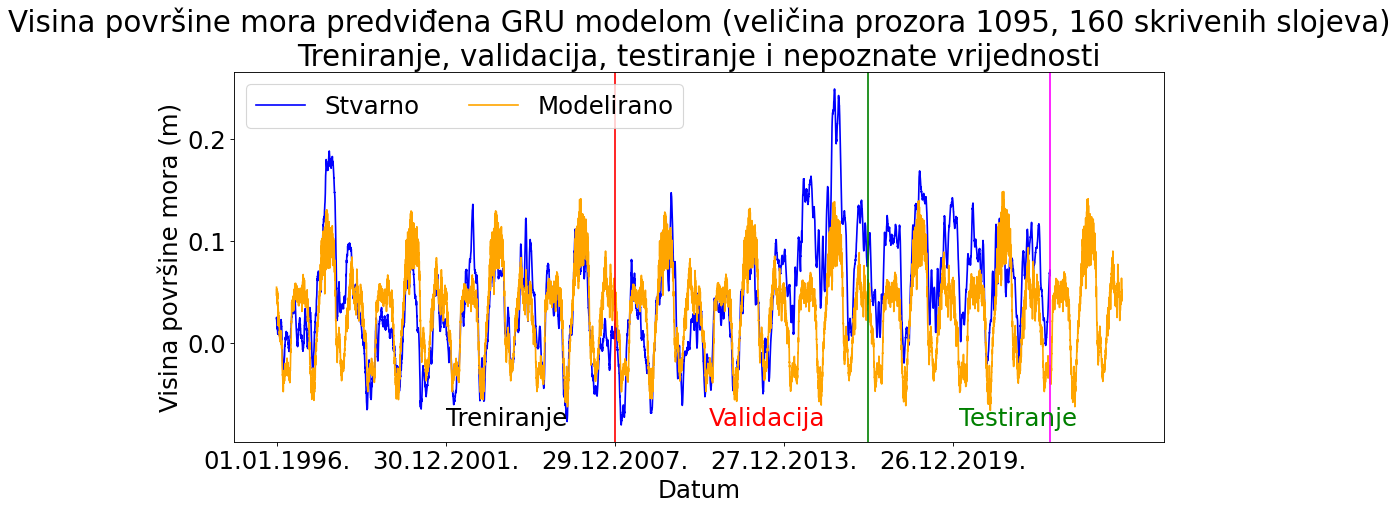 Visina površine mora predviđena GRU modelom (veličina prozora 1095, 160 skrivenih slojeva)
Treniranje, validacija, testiranje i nepoznate vrijednosti
Stvarno
Modelirano
Visina površine mora (m)
0.2
0.1
0.0
Treniranje
Validacija
Testiranje
01.01.1996.
30.12.2001.
29.12.2007.
27.12.2013.
26.12.2019.
Datum